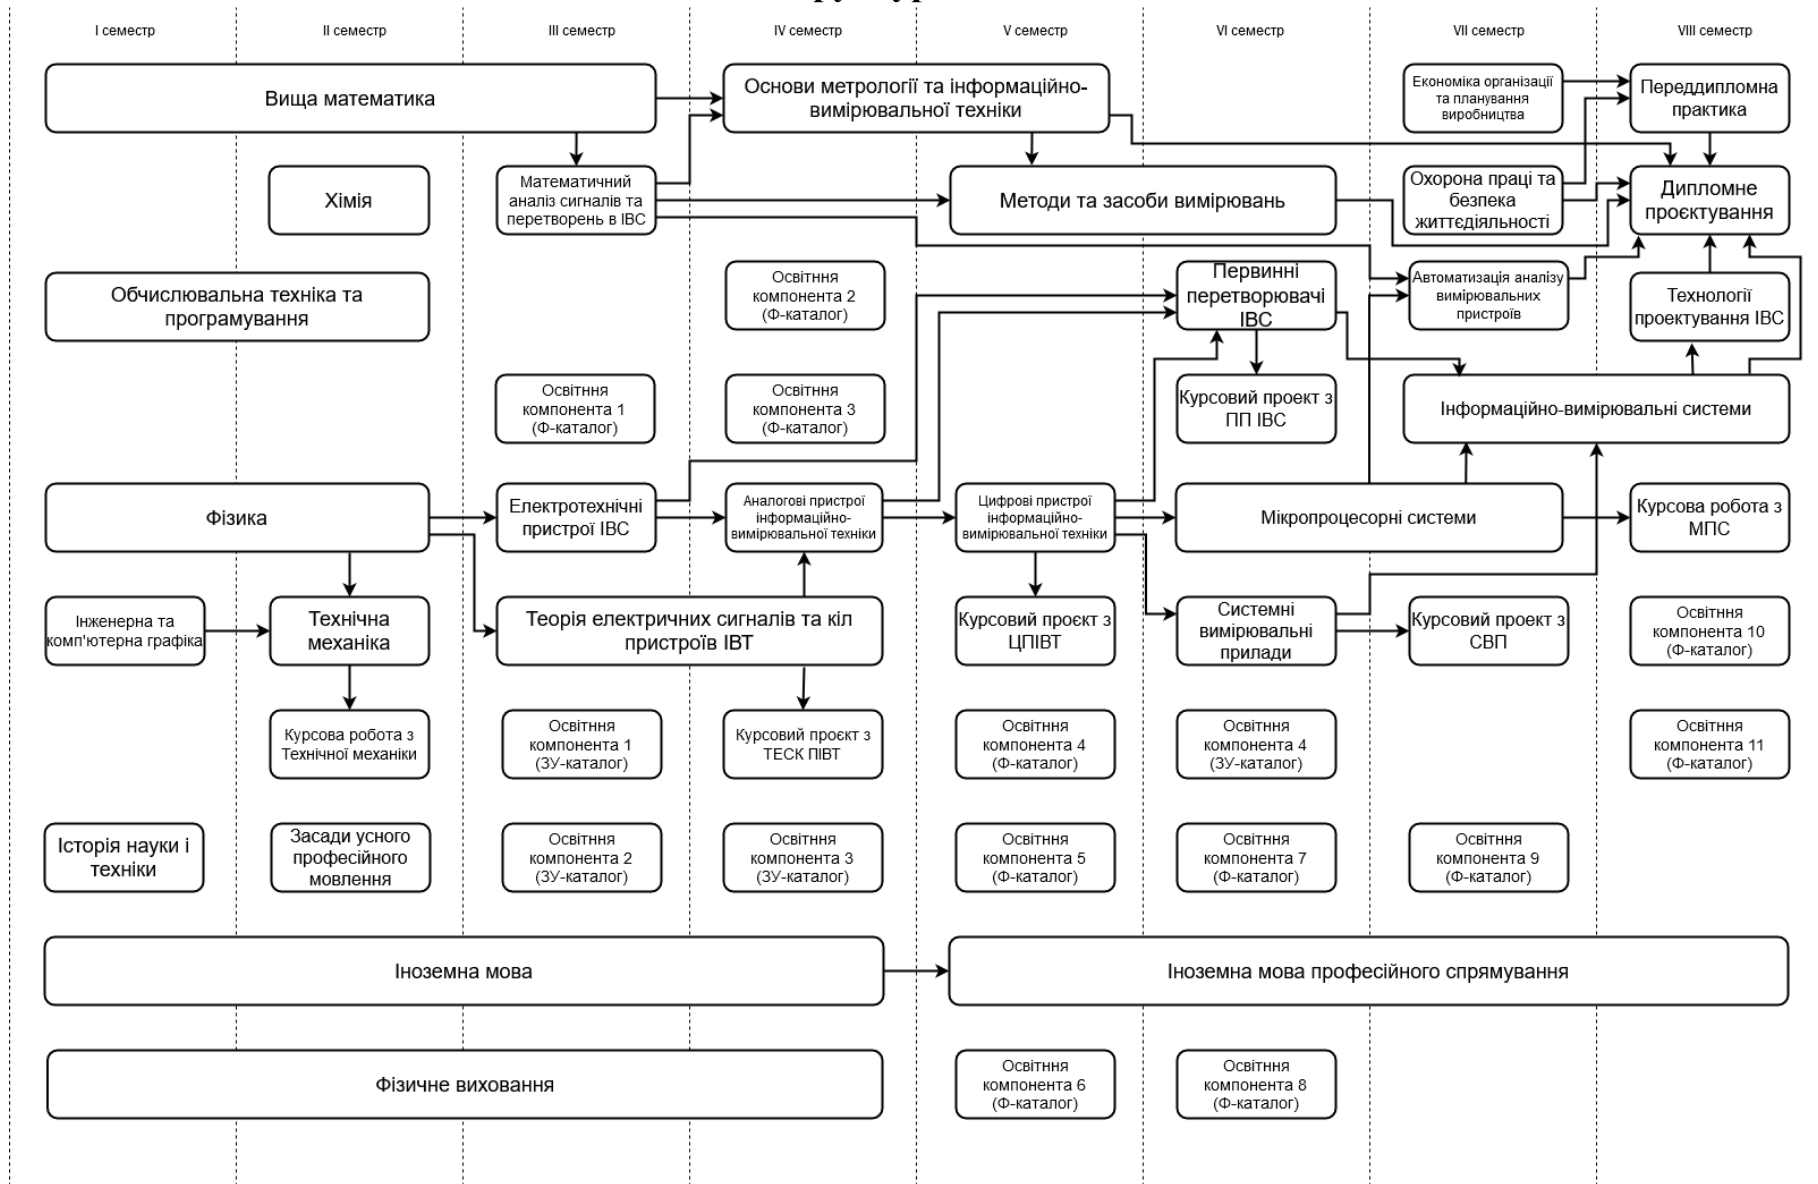 І семестр
ІІ семестр
ІІІ семестр
IV семестр
V семестр
VI семестр
VII семестр
VIII семестр
Вища математика
Основи метрології та інформаційно-
вимірювальної техніки
Економіка організації
та планування
виробництва
Переддипломна
практика
Хімія
Математичний
аналіз сигналів та
перетворень в ІВС
Методи та засоби вимірювань
Охорона праці та
безпека
життєдіяльності
Дипломне
проєктування
Обчислювальна техніка та
програмування
Освітння
компонента 2
(Ф-каталог)
Первинні
перетворювачі
ІВС
Автоматизація аналізу
вимірювальних
пристроїв
Технології
проектування ІВС
Освітння
компонента 1
(Ф-каталог)
Освітння
компонента 3
(Ф-каталог)
Курсовий проект з
ПП ІВС
Інформаційно-вимірювальні системи
Фізика
Електротехнічні
пристрої ІВС
Аналогові пристрої
інформаційно-
вимірювальної техніки
Цифрові пристрої
інформаційно-
вимірювальної техніки
Мікропроцесорні системи
Курсова робота з
МПС
Інженерна та
комп'ютерна графіка
Технічна
механіка
Теорія електричних сигналів та кіл
пристроїв ІВТ
Курсовий проєкт з
ЦПІВТ
Системні
вимірювальні
прилади
Курсовий проект з
СВП
Освітння
компонента 10
(Ф-каталог)
Курсова робота з
Технічної механіки
Освітння
компонента 1
(ЗУ-каталог)
Курсовий проєкт з
ТЕСК ПІВТ
Освітння
компонента 4
(Ф-каталог)
Освітння
компонента 4
(ЗУ-каталог)
Освітння
компонента 11
(Ф-каталог)
Історія науки і
техніки
Засади усного
професійного
мовлення
Освітння
компонента 2
(ЗУ-каталог)
Освітння
компонента 3
(ЗУ-каталог)
Освітння
компонента 5
(Ф-каталог)
Освітння
компонента 7
(Ф-каталог)
Освітння
компонента 9
(Ф-каталог)
Іноземна мова
Іноземна мова професійного спрямування
Фізичне виховання
Освітння
компонента 6
(Ф-каталог)
Освітння
компонента 8
(Ф-каталог)